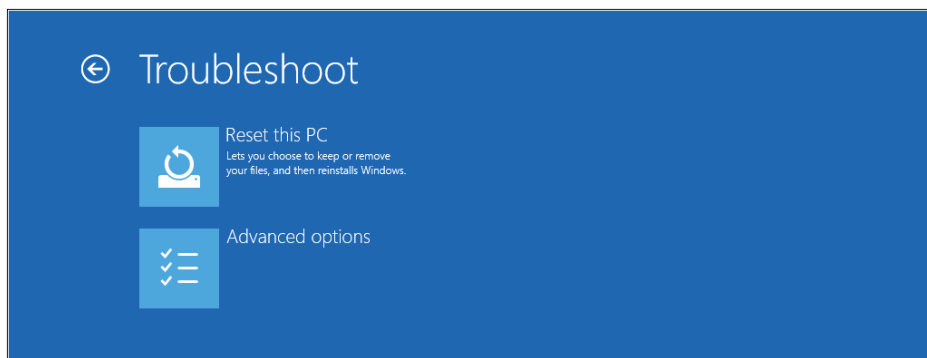 Troubleshoot
Reset this PC
Lets you choose to keep or remove
your files, and then reinstalls Windows.
Advanced options